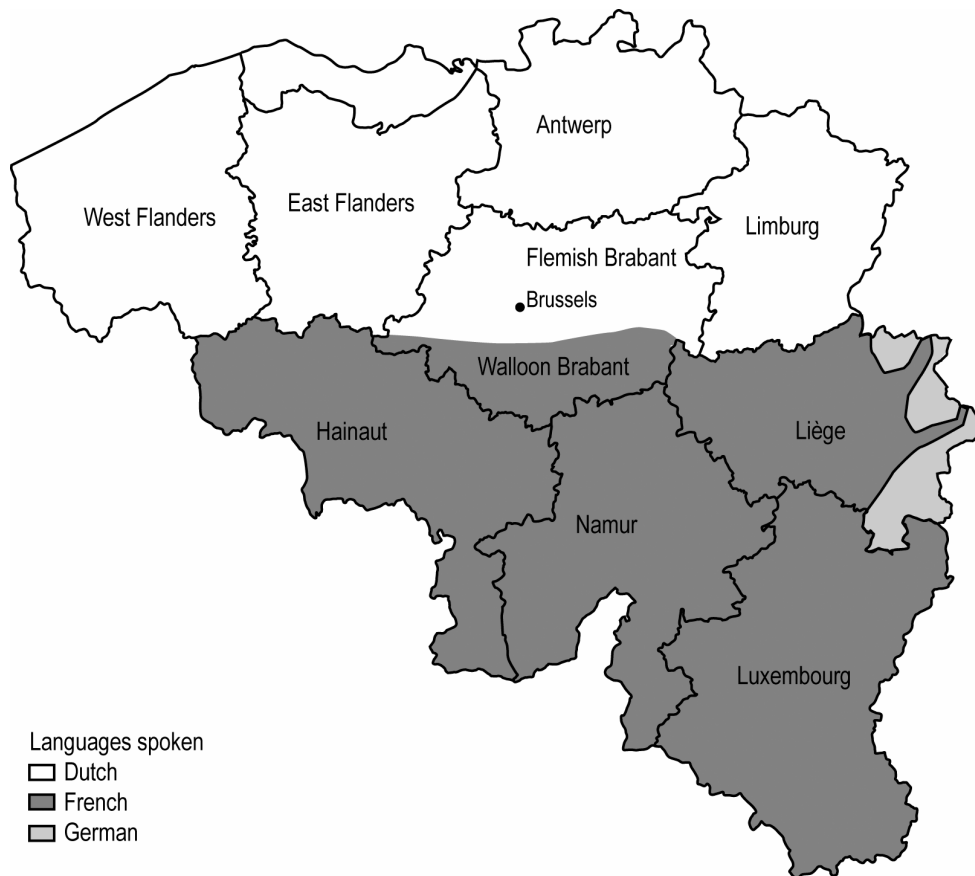 Antwerp
West Flanders
East Flanders
Limburg
Flemish Brabant
Brussels
Walloon Brabant
Hainaut
Liège
Namur
Luxembourg
Languages spoken
Dutch
French
German